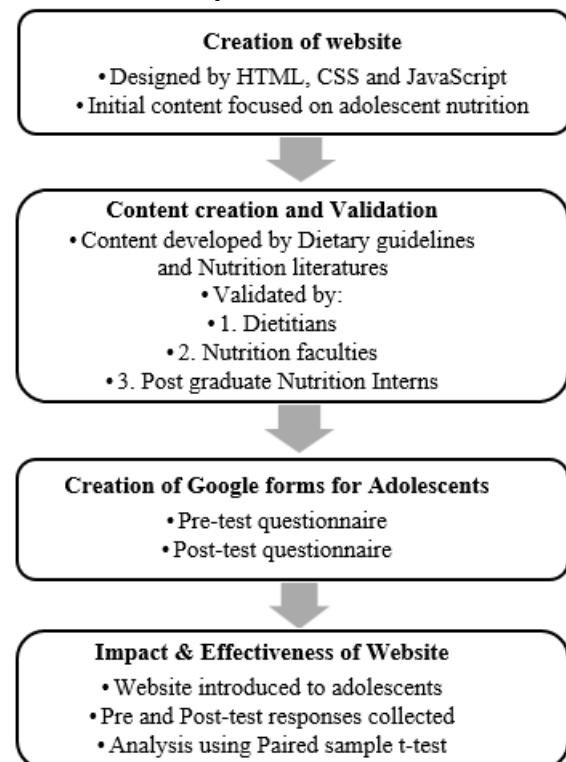 Creation of website
• Designed by HTML, CSS and JavaScript
• Initial content focused on adolescent nutrition
Content creation and Validation
• Content developed by Dietary guidelines
and Nutrition literatures
• Validated by:
• 1. Dietitians
• 2. Nutrition faculties
• 3. Post graduate Nutrition Interns
Creation of Google forms for Adolescents
• Pre-test questionnaire
• Post-test questionnaire
Impact & Effectiveness of Website
• Website introduced to adolescents
• Pre and Post-test responses collected
• Analysis using Paired sample t-test